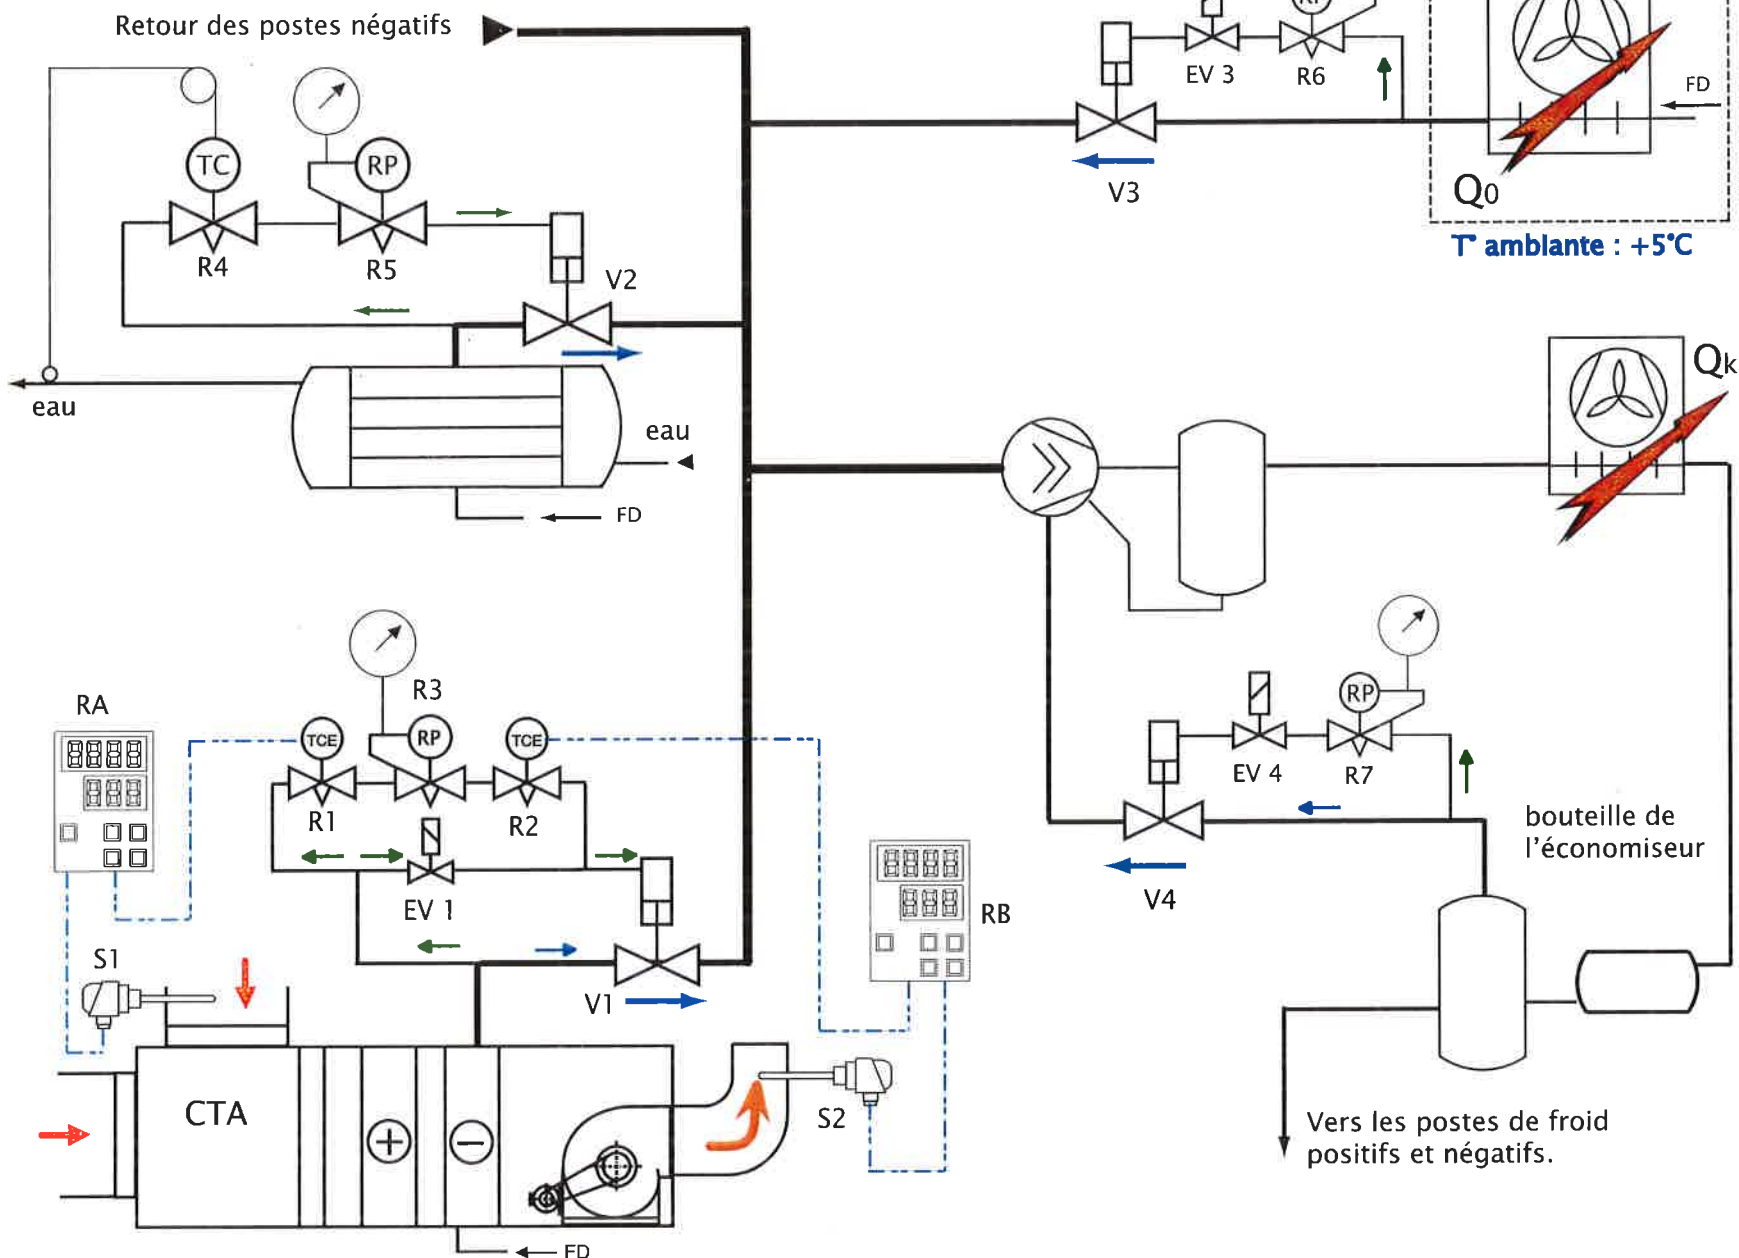 Retour des postes négatifs
EV 3
R6
FD
V3
Q0
T° ambiante : +5°C
TC
RP
R4
R5
V2
eau
eau
FD
Qk
R3
RA
TCE
RP
TCE
R1
R2
EV 1
RP
EV 4
R7
V4
bouteille de
l'économiseur
RB
S1
V1
CTA
S2
Vers les postes de froid
positifs et négatifs.
FD